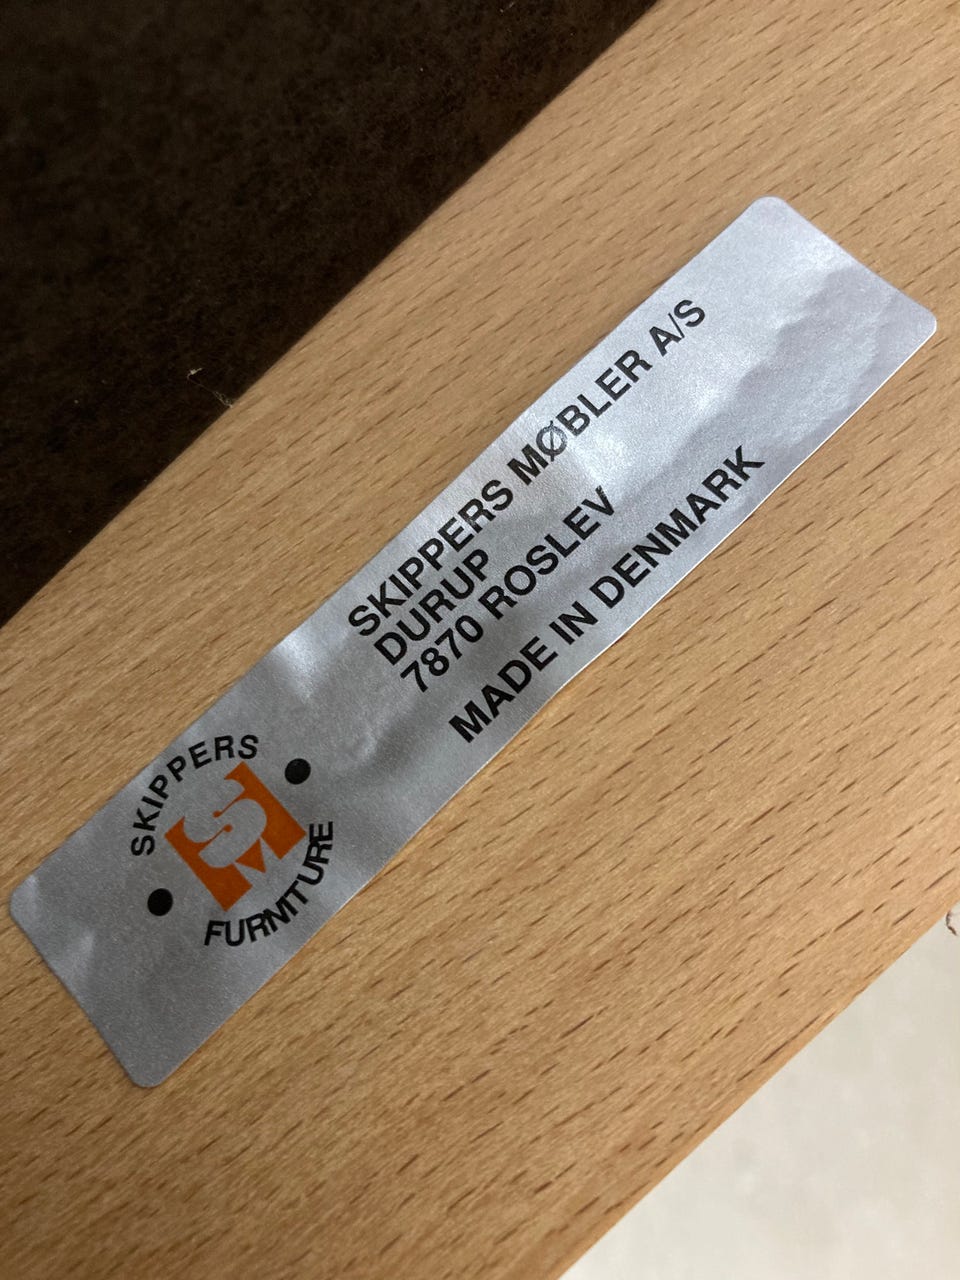 SKIPPERS MØBLER A/S
DURUP
7870 ROSLEV
MADE IN DENMARK
SKIPPERS
FURNITURE